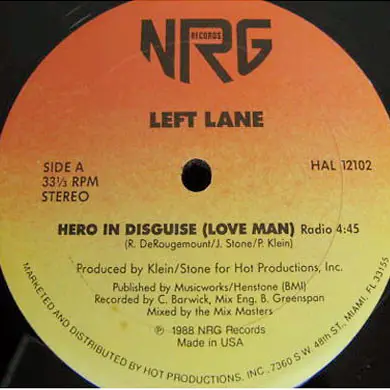 NRG
RECORDS
LEFT LANE
SIDE A
33⅓ RPM
STEREO
HAL 12102
HERO IN DISGUISE (LOVE MAN) Radio 4:45
(R. DeRougemount/J. Stone/P. Klein)
Produced by Klein/Stone for Hot Productions, Inc.
Published by Musicworks/Henstone (BMI)
Recorded by C. Barwick, Mix Eng. B. Greenspan
Mixed by the Mix Masters
℗ 1988 NRG Records
Made in USA
MARKETED AND DISTRIBUTED BY HOT PRODUCTIONS, INC., 7360 S.W. 48th ST., MIAMI, FL 33155